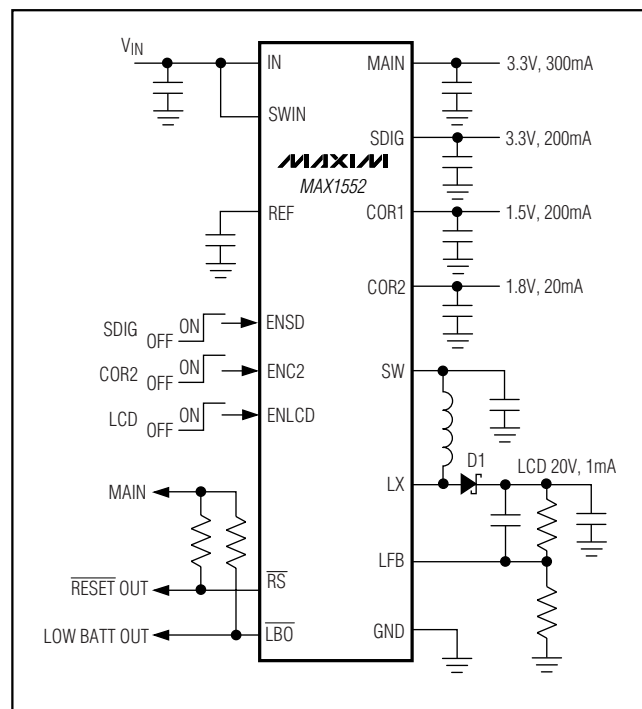 VIN
IN
MAIN
3.3V, 300mA
SWIN
SDIG
3.3V, 200mA
MAXIM
MAX1552
REF
COR1
1.5V, 200mA
COR2
1.8V, 20mA
SDIG
ON
OFF
ENSD
COR2
ON
OFF
ENC2
SW
LCD
ON
OFF
ENLCD
D1
LCD 20V, 1mA
LX
MAIN
LFB
RESET OUT
RS
LOW BATT OUT
LBO
GND